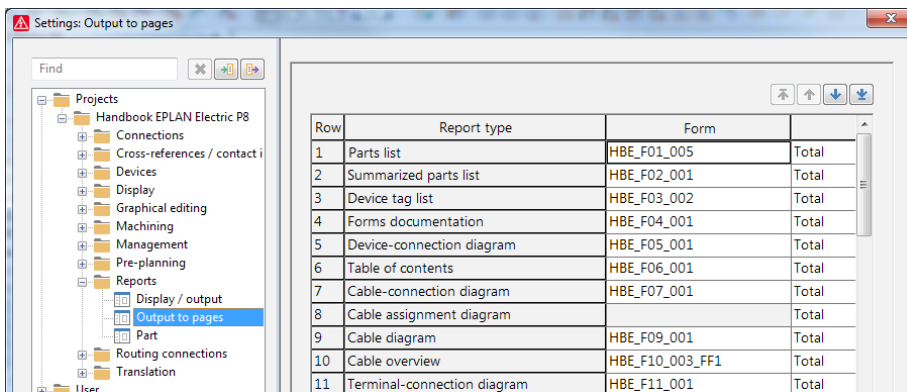 Settings: Output to pages
Find
Projects
Handbook EPLAN Electric P8
Connections
Cross-references / contact i
Devices
Display
Graphical editing
Machining
Management
Pre-planning
Reports
Display / output
Output to pages
Part
Routing connections
Translation
User
Row Report type Form
1 Parts list HBE_F01_005 Total
2 Summarized parts list HBE_F02_001 Total
3 Device tag list HBE_F03_002 Total
4 Forms documentation HBE_F04_001 Total
5 Device-connection diagram HBE_F05_001 Total
6 Table of contents HBE_F06_001 Total
7 Cable-connection diagram HBE_F07_001 Total
8 Cable assignment diagram Total
9 Cable diagram HBE_F09_001 Total
10 Cable overview HBE_F10_003_FF1 Total
11 Terminal-connection diagram HBE_F11_001 Total